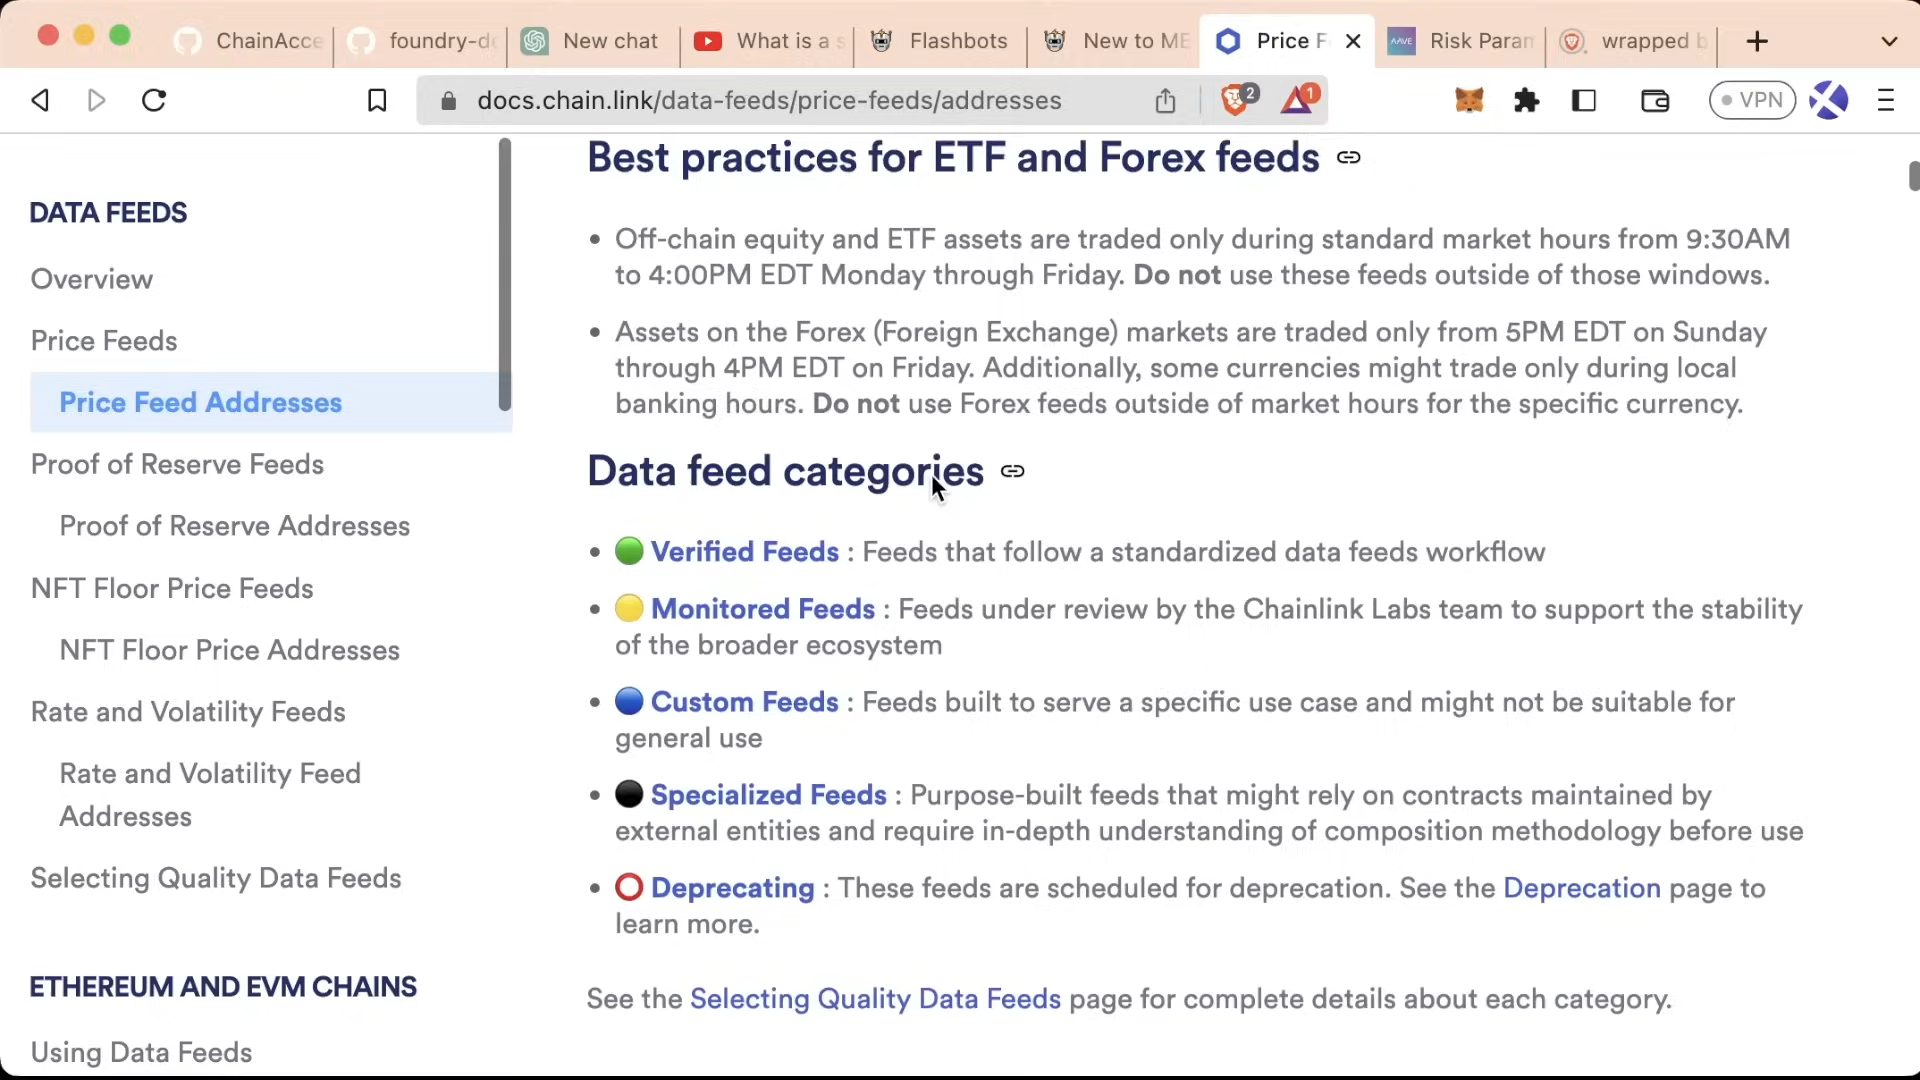 ChainAcce
foundry-de
New chat
What is a s
Flashbots
New to ME
Price F
Risk Param
wrapped b
docs.chain.link/data-feeds/price-feeds/addresses
2
1
VPN
DATA FEEDS
Overview
Price Feeds
Price Feed Addresses
Proof of Reserve Feeds
Proof of Reserve Addresses
NFT Floor Price Feeds
NFT Floor Price Addresses
Rate and Volatility Feeds
Rate and Volatility Feed
Addresses
Selecting Quality Data Feeds
ETHEREUM AND EVM CHAINS
Using Data Feeds
Best practices for ETF and Forex feeds
• Off-chain equity and ETF assets are traded only during standard market hours from 9:30AM
to 4:00PM EDT Monday through Friday. Do not use these feeds outside of those windows.
• Assets on the Forex (Foreign Exchange) markets are traded only from 5PM EDT on Sunday
through 4PM EDT on Friday. Additionally, some currencies might trade only during local
banking hours. Do not use Forex feeds outside of market hours for the specific currency.
Data feed categories
• 🟢 Verified Feeds : Feeds that follow a standardized data feeds workflow
• 🟡 Monitored Feeds : Feeds under review by the Chainlink Labs team to support the stability
of the broader ecosystem
• 🔵 Custom Feeds : Feeds built to serve a specific use case and might not be suitable for
general use
• ⚫ Specialized Feeds : Purpose-built feeds that might rely on contracts maintained by
external entities and require in-depth understanding of composition methodology before use
• ⭕ Deprecating : These feeds are scheduled for deprecation. See the Deprecation page to
learn more.
See the Selecting Quality Data Feeds page for complete details about each category.